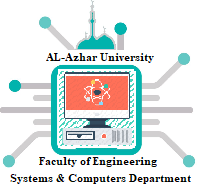 AL-Azhar University
Faculty of Engineering
Systems & Computers Department